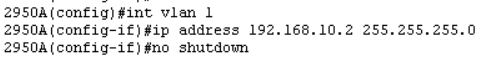 2950A(config)#int vlan 1
2950A(config-if)#ip address 192.168.10.2 255.255.255.0
2950A(config-if)#no shutdown